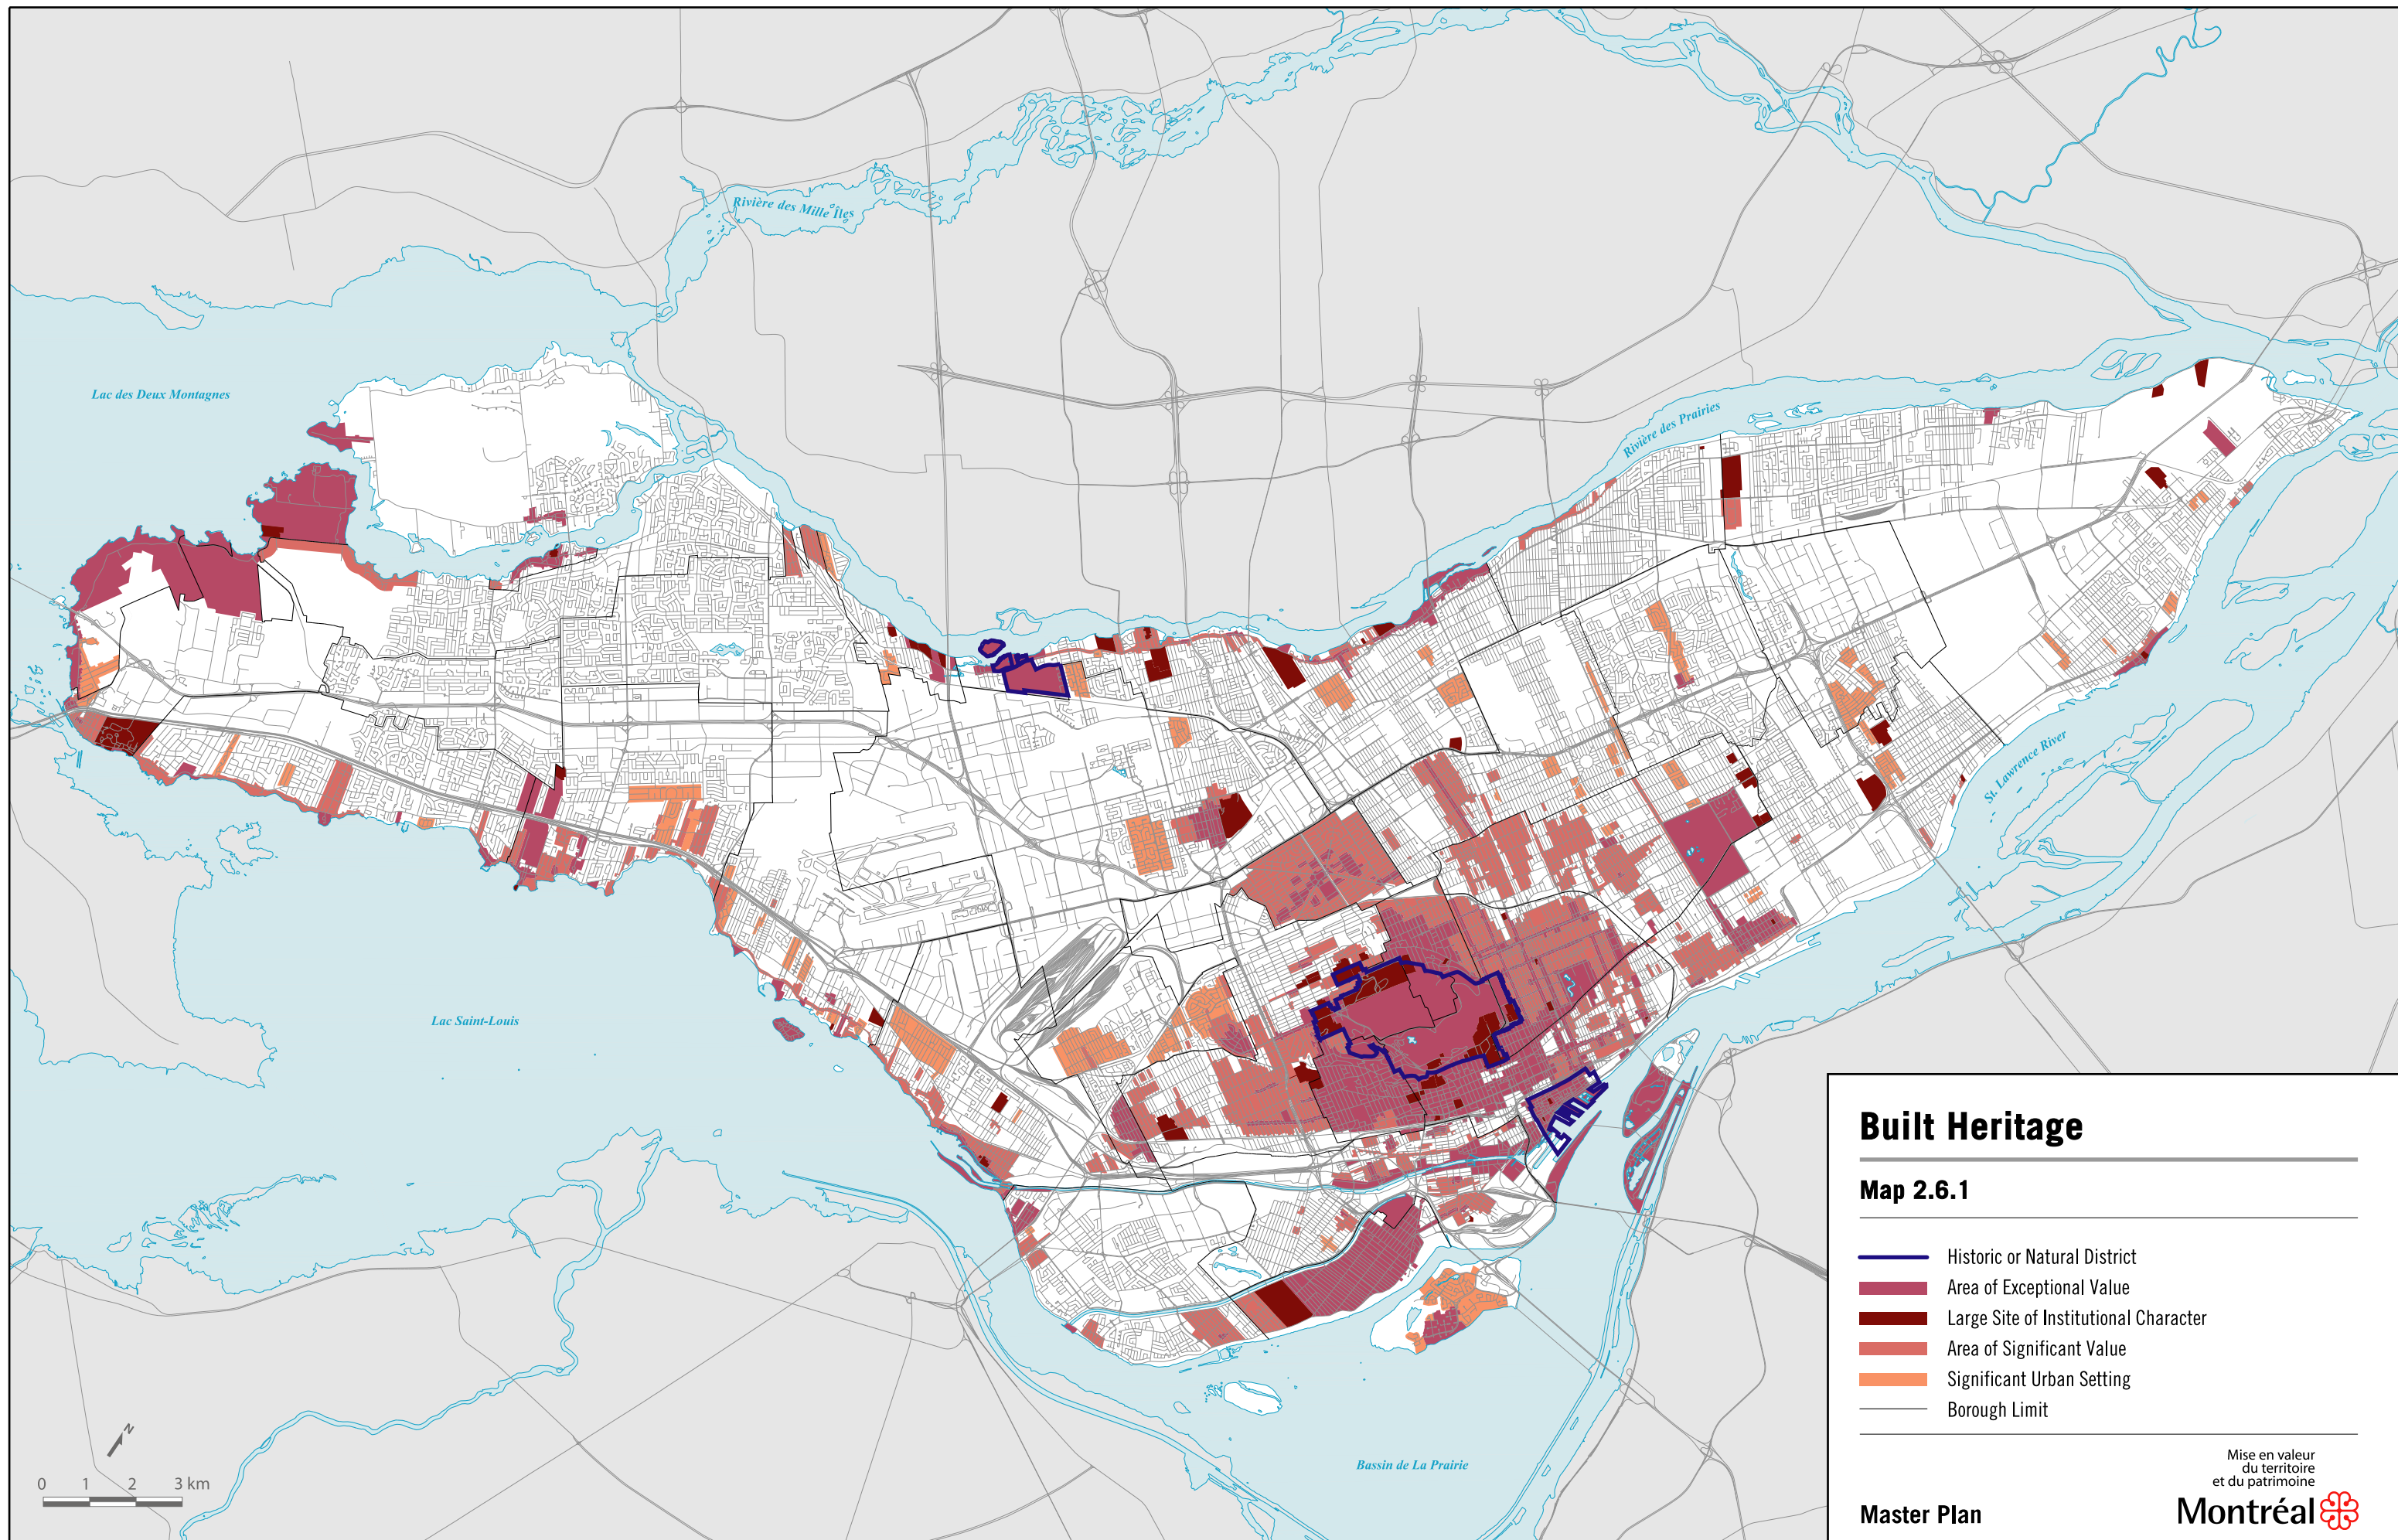 Rivière des Mille Îles
Lac des Deux Montagnes
Rivière des Prairies
St. Lawrence River
Lac Saint-Louis
Bassin de La Prairie
N
0 1 2 3 km
Built Heritage
Map 2.6.1
Historic or Natural District
Area of Exceptional Value
Large Site of Institutional Character
Area of Significant Value
Significant Urban Setting
Borough Limit
Mise en valeur
du territoire
et du patrimoine
Master Plan
Montréal